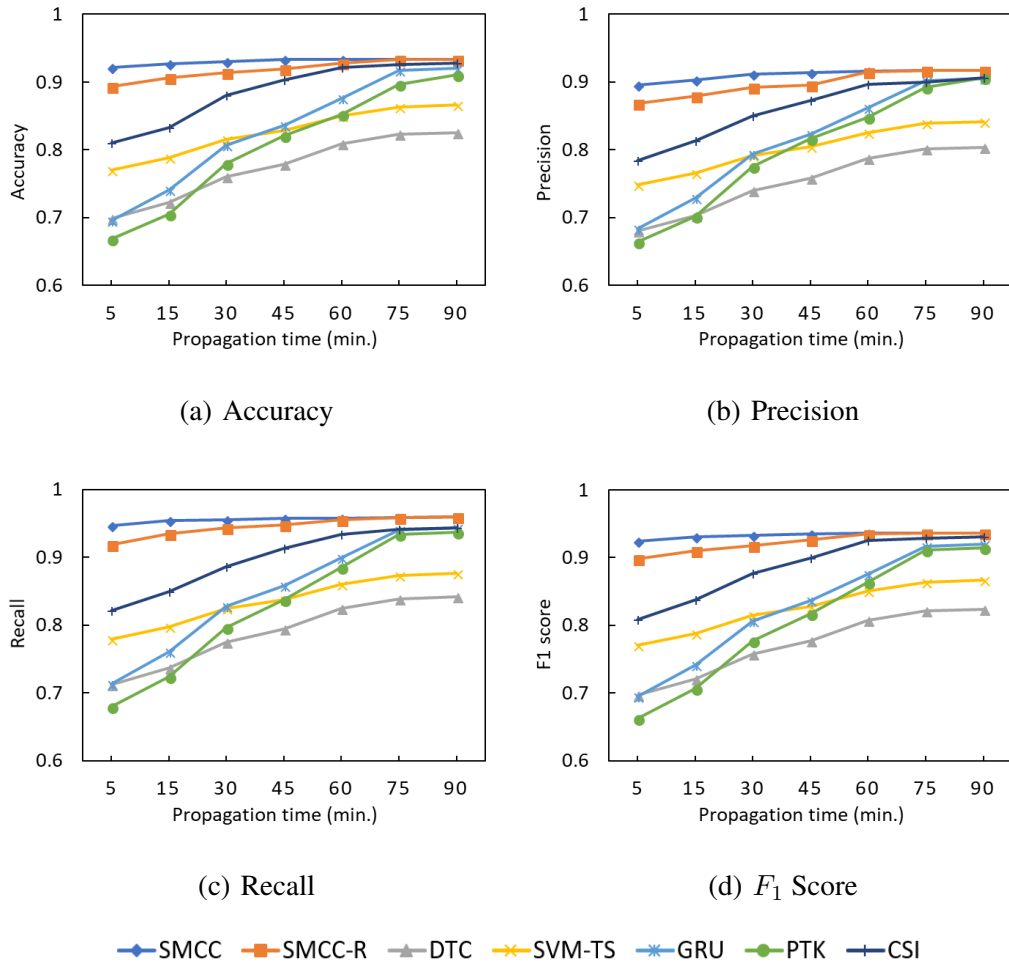 1
0.9
0.8
0.7
0.6
Accuracy
5 15 30 45 60 75 90
Propagation time (min.)
(a) Accuracy
1
0.9
0.8
0.7
0.6
Precision
5 15 30 45 60 75 90
Propagation time (min.)
(b) Precision
1
0.9
0.8
0.7
0.6
Recall
5 15 30 45 60 75 90
Propagation time (min.)
(c) Recall
1
0.9
0.8
0.7
0.6
F1 score
5 15 30 45 60 75 90
Propagation time (min.)
(d) F₁ Score
SMCC SMCC-R DTC SVM-TS GRU PTK CSI